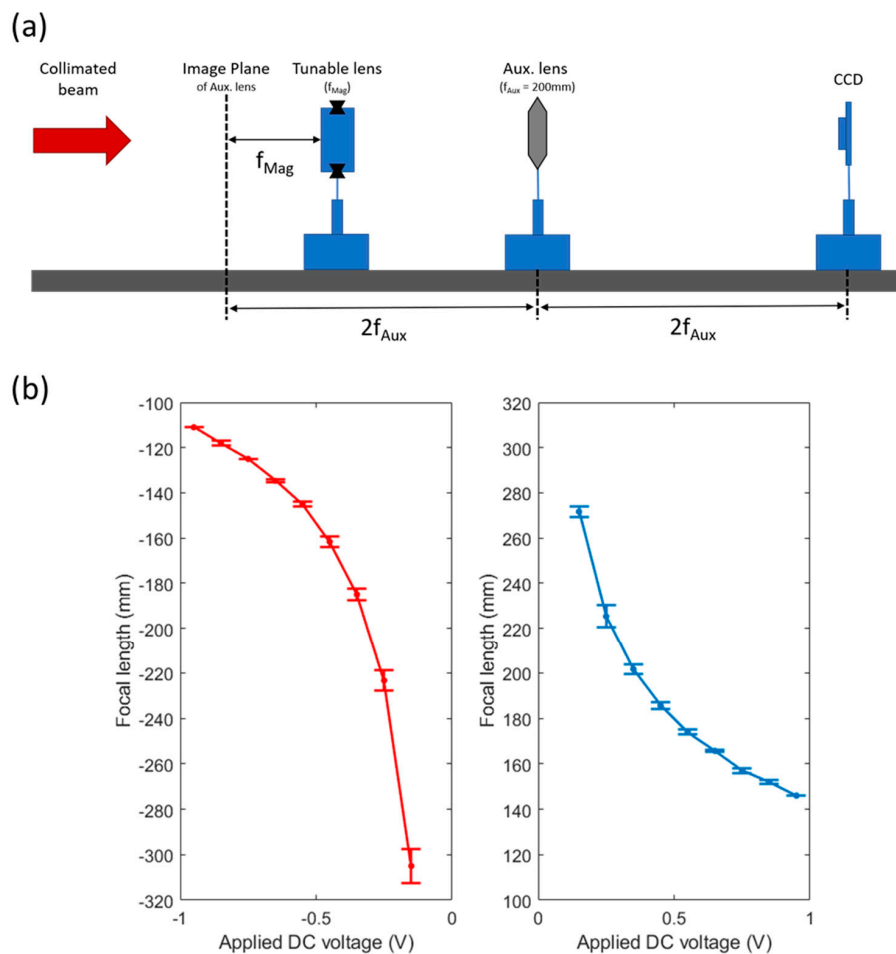 (a)
Collimated
beam
Image Plane
of Aux. lens
Tunable lens
(fMag)
Aux. lens
(fAux = 200mm)
CCD
fMag
2fAux
2fAux
(b)
-100
-120
-140
-160
-180
-200
-220
-240
-260
-280
-300
-320
Focal length (mm)
-1
-0.5
0
Applied DC voltage (V)
320
300
280
260
240
220
200
180
160
140
120
100
Focal length (mm)
0
0.5
1
Applied DC voltage (V)